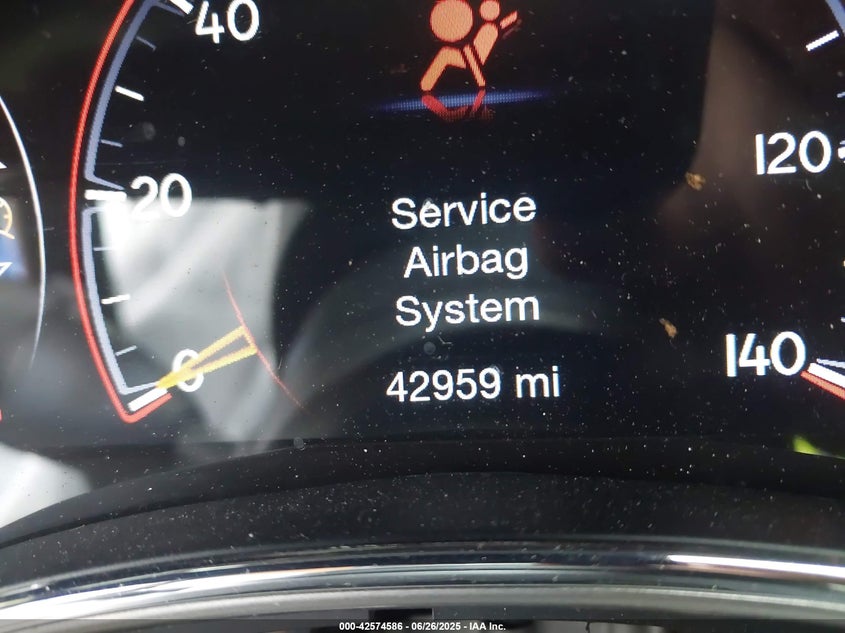 40
20
0
120
140
Service
Airbag
System
42959 mi
000-42574586 - 06/26/2025 - IAA Inc.